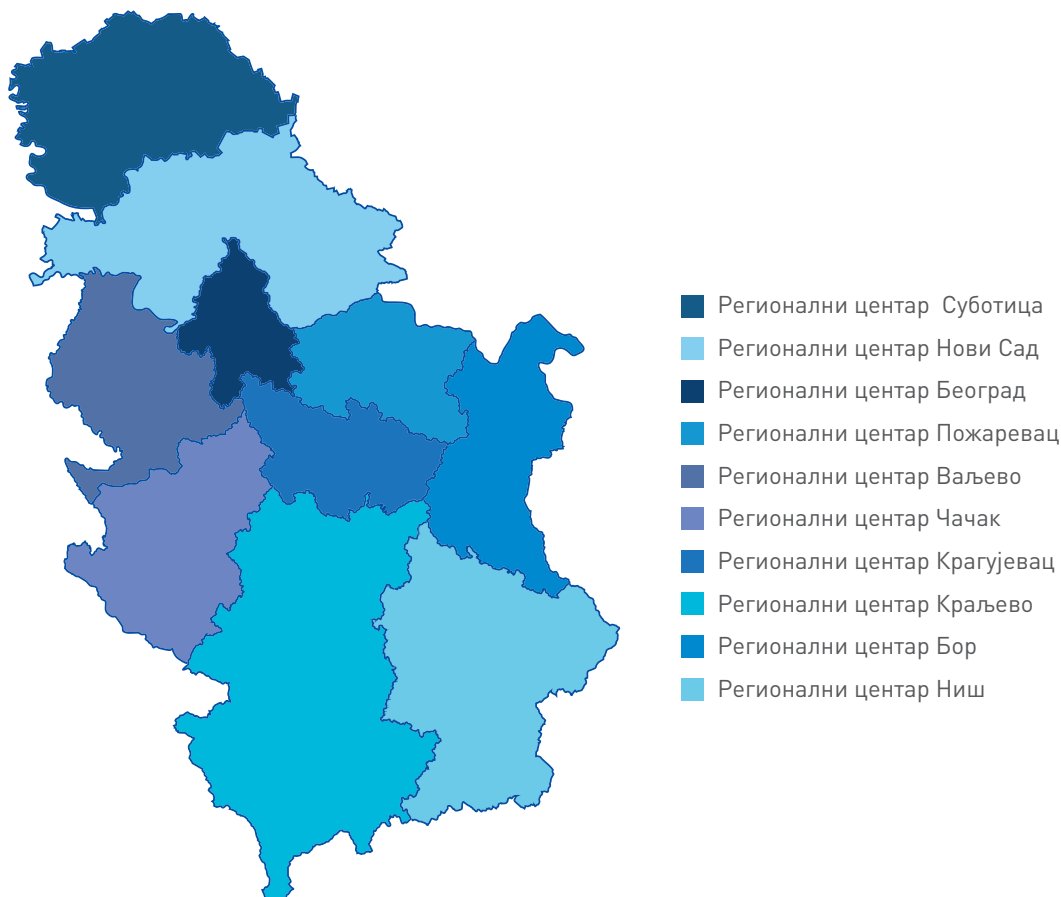 Регионални центар  Суботица
Регионални центар Нови Сад
Регионални центар Београд
Регионални центар Пожаревац
Регионални центар Ваљево
Регионални центар Чачак
Регионални центар Крагујевац
Регионални центар Краљево
Регионални центар Бор
Регионални центар Ниш